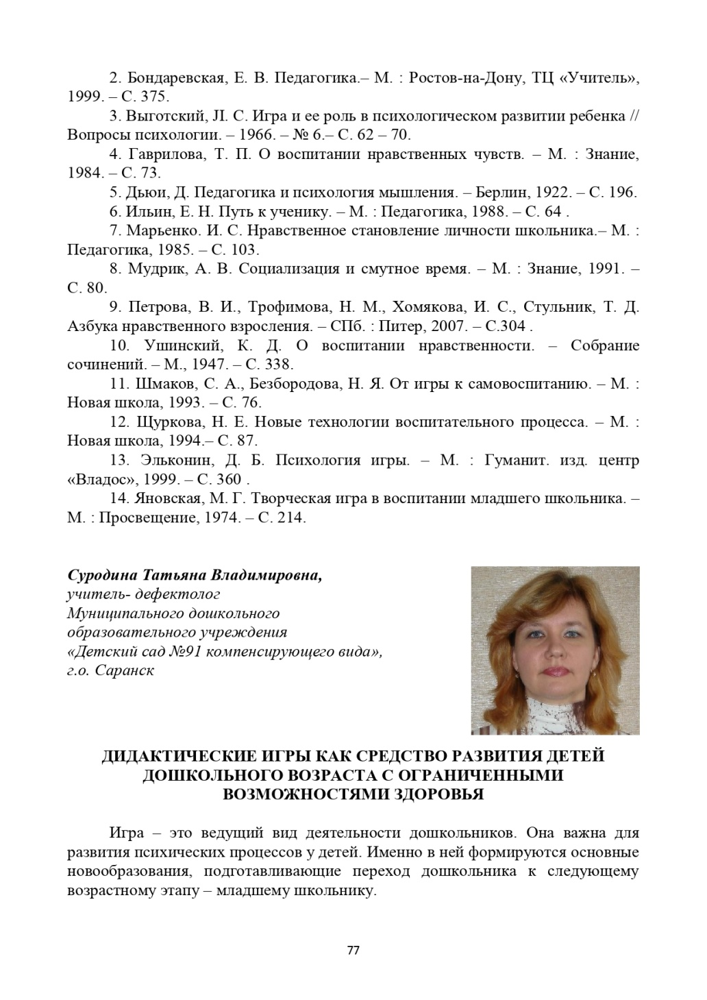 2. Бондаревская, Е. В. Педагогика.– М. : Ростов-на-Дону, ТЦ «Учитель»,
1999. – С. 375.
3. Выготский, Л. С. Игра и ее роль в психологическом развитии ребенка //
Вопросы психологии. – 1966. – № 6.– С. 62 – 70.
4. Гаврилова, Т. П. О воспитании нравственных чувств. – М. : Знание,
1984. – С. 73.
5. Дьюи, Д. Педагогика и психология мышления. – Берлин, 1922. – С. 196.
6. Ильин, Е. Н. Путь к ученику. – М. : Педагогика, 1988. – С. 64 .
7. Марьенко. И. С. Нравственное становление личности школьника.– М. :
Педагогика, 1985. – С. 103.
8. Мудрик, А. В. Социализация и смутное время. – М. : Знание, 1991. –
С. 80.
9. Петрова, В. И., Трофимова, Н. М., Хомякова, И. С., Стульник, Т. Д.
Азбука нравственного взросления. – СПб. : Питер, 2007. – С.304 .
10. Ушинский, К. Д. О воспитании нравственности. – Собрание
сочинений. – М., 1947. – С. 338.
11. Шмаков, С. А., Безбородова, Н. Я. От игры к самовоспитанию. – М. :
Новая школа, 1993. – С. 76.
12. Щуркова, Н. Е. Новые технологии воспитательного процесса. – М. :
Новая школа, 1994.– С. 87.
13. Эльконин, Д. Б. Психология игры. – М. : Гуманит. изд. центр
«Владос», 1999. – С. 360 .
14. Яновская, М. Г. Творческая игра в воспитании младшего школьника. –
М. : Просвещение, 1974. – С. 214.
Суродина Татьяна Владимировна,
учитель- дефектолог
Муниципального дошкольного
образовательного учреждения
«Детский сад №91 компенсирующего вида»,
г.о. Саранск
ДИДАКТИЧЕСКИЕ ИГРЫ КАК СРЕДСТВО РАЗВИТИЯ ДЕТЕЙ
ДОШКОЛЬНОГО ВОЗРАСТА С ОГРАНИЧЕННЫМИ
ВОЗМОЖНОСТЯМИ ЗДОРОВЬЯ
Игра – это ведущий вид деятельности дошкольников. Она важна для
развития психических процессов у детей. Именно в ней формируются основные
новообразования, подготавливающие переход дошкольника к следующему
возрастному этапу – младшему школьнику.
77